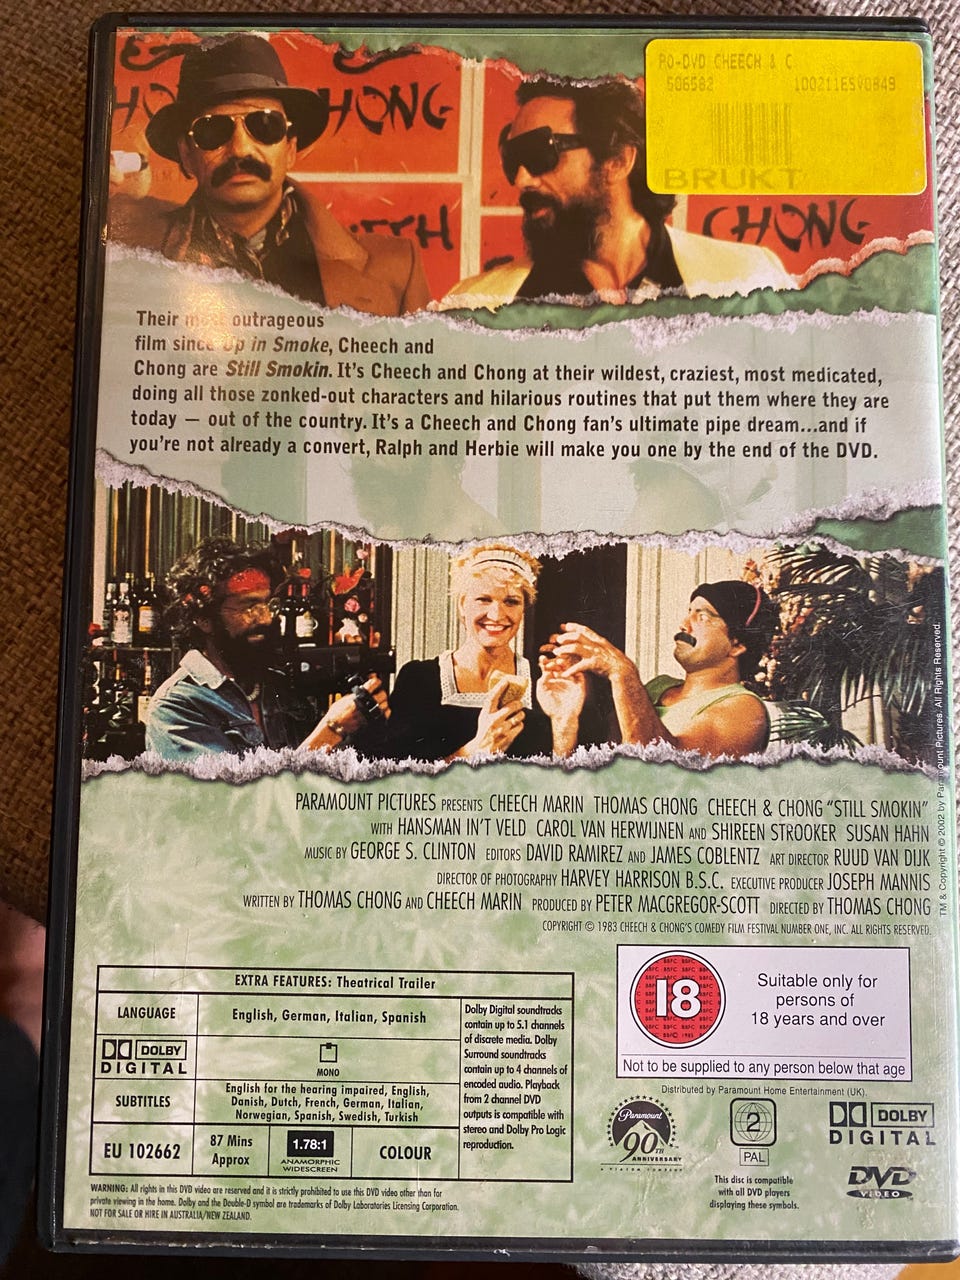 PO-DVD CHEECH & C
506582 100211ESV0849
BRUKT
HONG
CHONG
Their most outrageous
film since Up in Smoke, Cheech and
Chong are Still Smokin. It's Cheech and Chong at their wildest, craziest, most medicated,
doing all those zonked-out characters and hilarious routines that put them where they are
today — out of the country. It's a Cheech and Chong fan's ultimate pipe dream...and if
you're not already a convert, Ralph and Herbie will make you one by the end of the DVD.
PARAMOUNT PICTURES PRESENTS CHEECH MARIN THOMAS CHONG CHEECH & CHONG "STILL SMOKIN"
WITH HANSMAN IN'T VELD CAROL VAN HERWIJNEN AND SHIREEN STROOKER SUSAN HAHN
MUSIC BY GEORGE S. CLINTON EDITORS DAVID RAMIREZ AND JAMES COBLENTZ ART DIRECTOR RUUD VAN DIJK
DIRECTOR OF PHOTOGRAPHY HARVEY HARRISON B.S.C. EXECUTIVE PRODUCER JOSEPH MANNIS
WRITTEN BY THOMAS CHONG AND CHEECH MARIN PRODUCED BY PETER MACGREGOR-SCOTT DIRECTED BY THOMAS CHONG
COPYRIGHT © 1983 CHEECH & CHONG'S COMEDY FILM FESTIVAL NUMBER ONE, INC. ALL RIGHTS RESERVED.
TM & Copyright © 2002 by Paramount Pictures. All Rights Reserved.
EXTRA FEATURES: Theatrical Trailer
LANGUAGE
English, German, Italian, Spanish
DOLBY
DIGITAL
MONO
SUBTITLES
English for the hearing impaired, English,
Danish, Dutch, French, German, Italian,
Norwegian, Spanish, Swedish, Turkish
EU 102662
87 Mins
Approx
1.78:1
ANAMORPHIC
WIDESCREEN
COLOUR
Dolby Digital soundtracks
contain up to 5.1 channels
of discrete media. Dolby
Surround soundtracks
contain up to 4 channels of
encoded audio. Playback
from 2 channel DVD
outputs is compatible with
stereo and Dolby Pro Logic
reproduction.
18
Suitable only for
persons of
18 years and over
Not to be supplied to any person below that age
Distributed by Paramount Home Entertainment (UK).
Paramount
90TH
ANNIVERSARY
A VIACOM COMPANY
2
PAL
This disc is compatible
with all DVD players
displaying these symbols.
DOLBY
DIGITAL
DVD
VIDEO
WARNING: All rights in this DVD video are reserved and it is strictly prohibited to use this DVD video other than for
private viewing in the home. Dolby and the Double-D symbol are trademarks of Dolby Laboratories Licensing Corporation.
NOT FOR SALE OR HIRE IN AUSTRALIA/NEW ZEALAND.